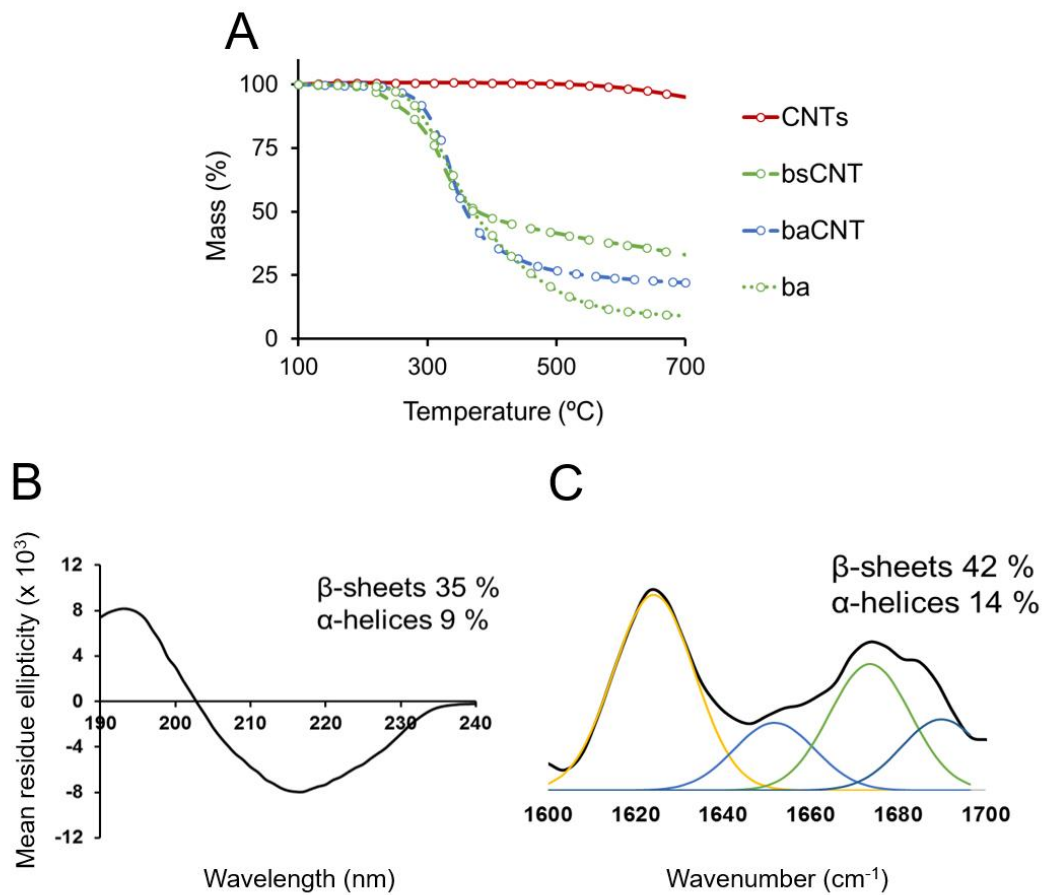 A
Mass (%)
100
75
50
25
0
100 300 500 700
Temperature (ºC)
CNTs
bsCNT
baCNT
ba
B
Mean residue ellipticity (x 10³)
12
8
4
0
-4
-8
-12
190 200 210 220 230 240
β-sheets 35 %
α-helices 9 %
Wavelength (nm)
C
β-sheets 42 %
α-helices 14 %
1600 1620 1640 1660 1680 1700
Wavenumber (cm⁻¹)